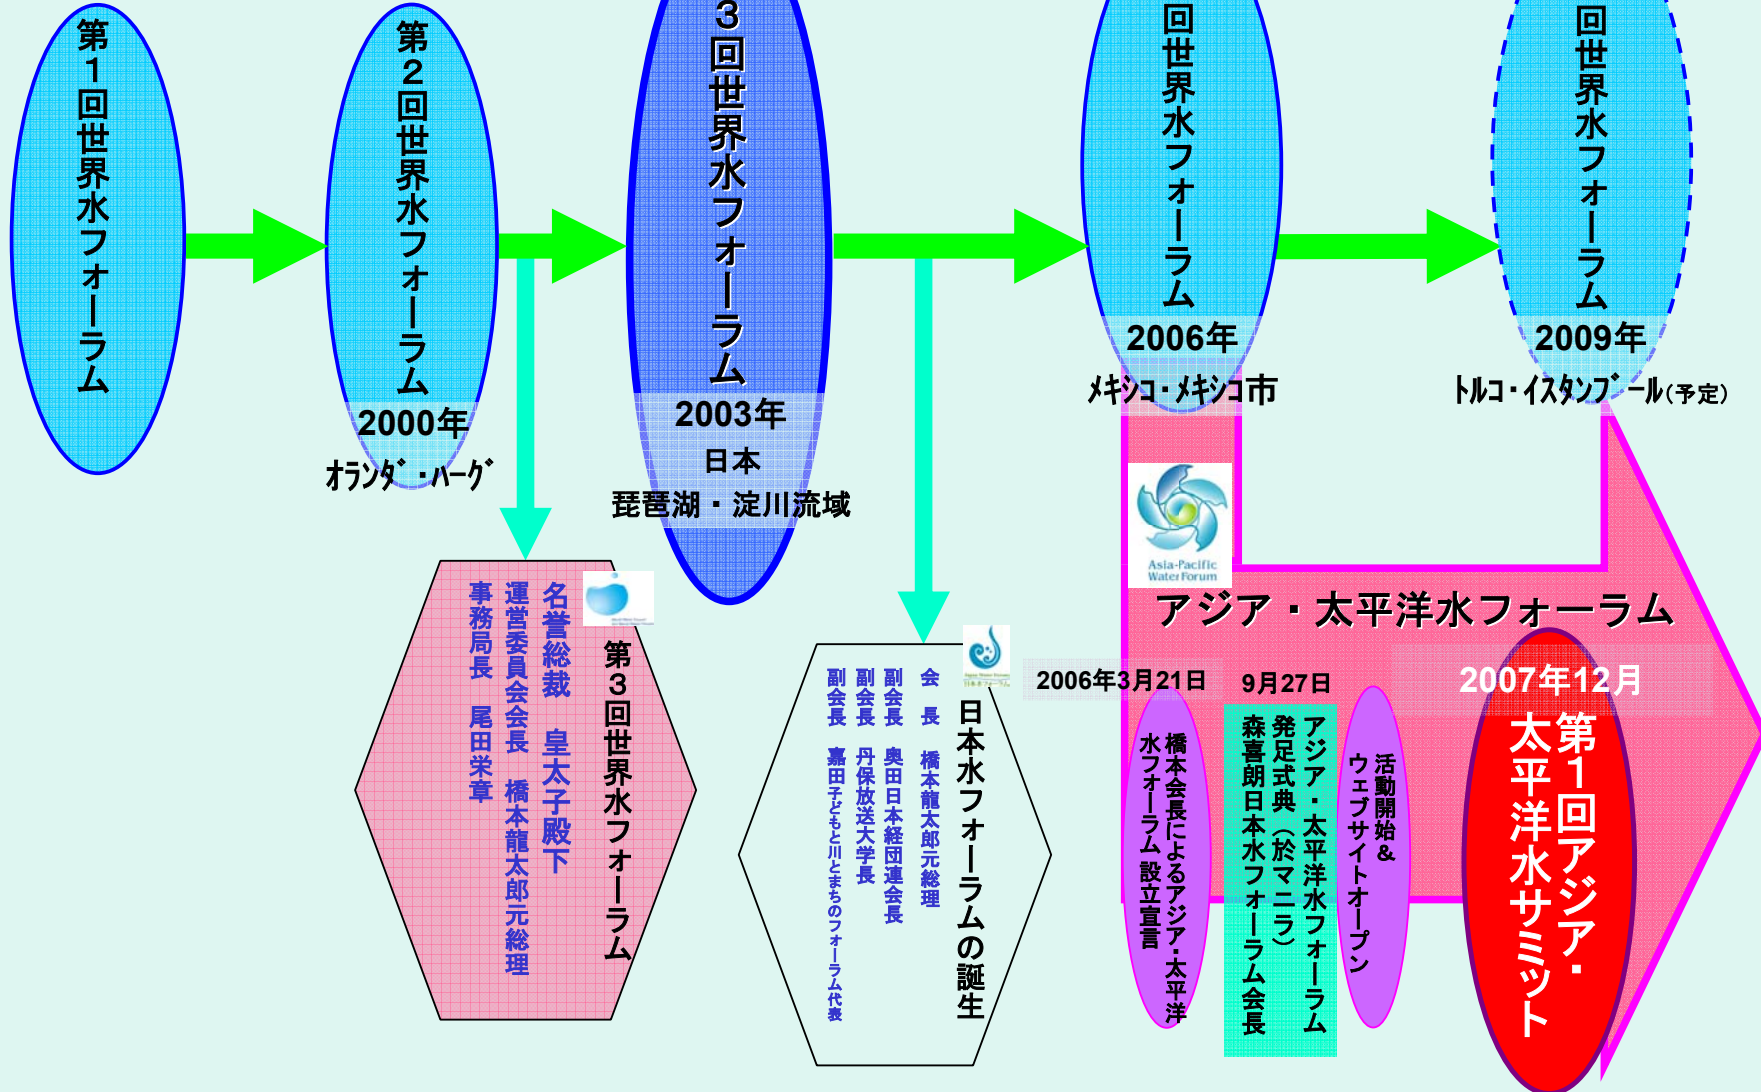 第1回世界水フォーラム
第2回世界水フォーラム
2000年
オランダ・ハーグ
3回世界水フォーラム
2003年
日本
琵琶湖・淀川流域
回世界水フォーラム
2006年
メキシコ・メキシコ市
回世界水フォーラム
2009年
トルコ・イスタンブール(予定)
第3回世界水フォーラム
名誉総裁 皇太子殿下
運営委員会会長 橋本龍太郎元総理
事務局長 尾田栄章
日本水フォーラムの誕生
会長 橋本龍太郎元総理
副会長 奥田日本経団連会長
副会長 丹保放送大学長
副会長 嘉田子どもと川とまちのフォーラム代表
Asia-Pacific
Water Forum
アジア・太平洋水フォーラム
2006年3月21日
橋本会長によるアジア・太平洋
水フォーラム設立宣言
9月27日
アジア・太平洋水フォーラム
発足式典(於マニラ)
森喜朗日本水フォーラム会長
活動開始&
ウェブサイトオープン
2007年12月
第1回アジア・
太平洋水サミット